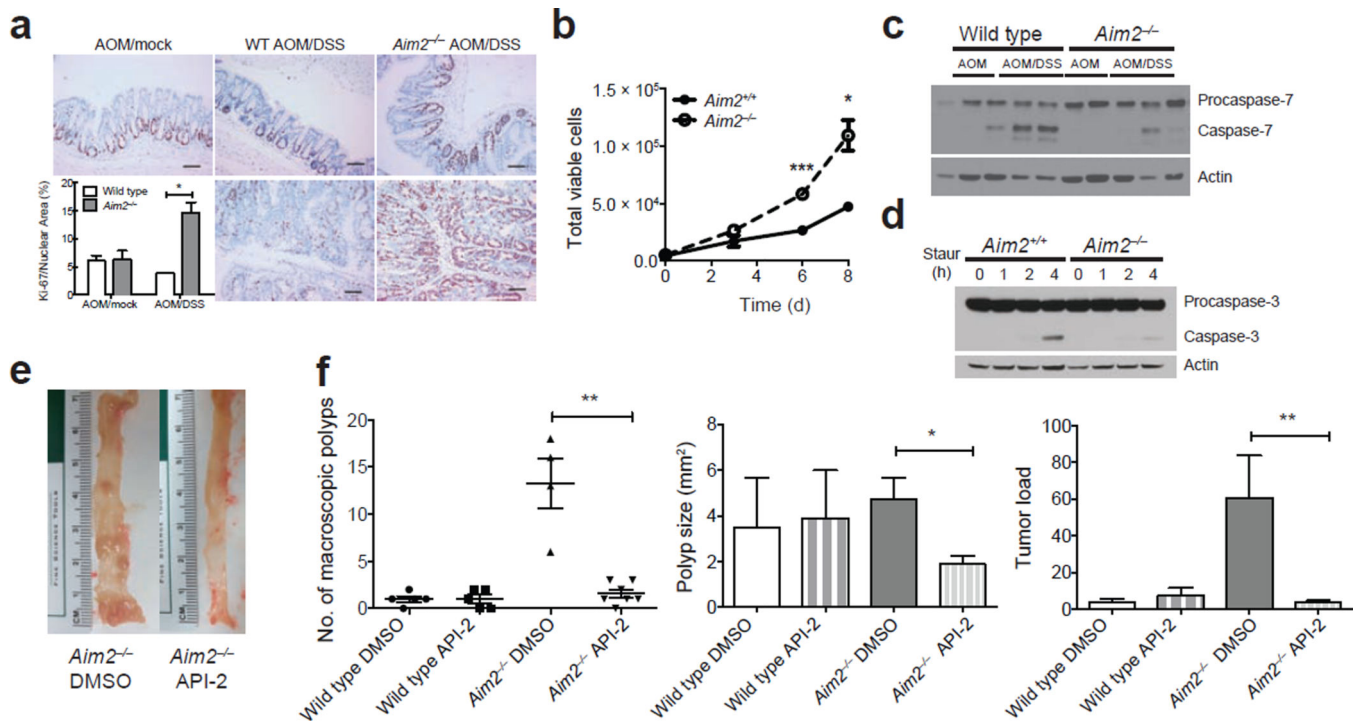 a
AOM/mock
WT AOM/DSS
Aim2–/– AOM/DSS
Ki-67/Nuclear Area (%)
20
15
10
5
0
Wild type
Aim2–/–
*
AOM/mock
AOM/DSS
b
Total viable cells
1.5 × 10⁵
1.0 × 10⁵
5.0 × 10⁴
0.0
Aim2+/+
Aim2–/–
***
*
0 2 4 6 8
Time (d)
c
Wild type
Aim2–/–
AOM
AOM/DSS
AOM
AOM/DSS
Procaspase-7
Caspase-7
Actin
d
Aim2+/+
Aim2–/–
Staur
(h)
0 1 2 4 0 1 2 4
Procaspase-3
Caspase-3
Actin
e
Aim2–/–
DMSO
Aim2–/–
API-2
f
No. of macroscopic polyps
20
15
10
5
0
**
Wild type DMSO
Wild type API-2
Aim2–/– DMSO
Aim2–/– API-2
Polyp size (mm²)
8
6
4
2
0
*
Wild type DMSO
Wild type API-2
Aim2–/– DMSO
Aim2–/– API-2
Tumor load
100
80
60
40
20
0
**
Wild type DMSO
Wild type API-2
Aim2–/– DMSO
Aim2–/– API-2